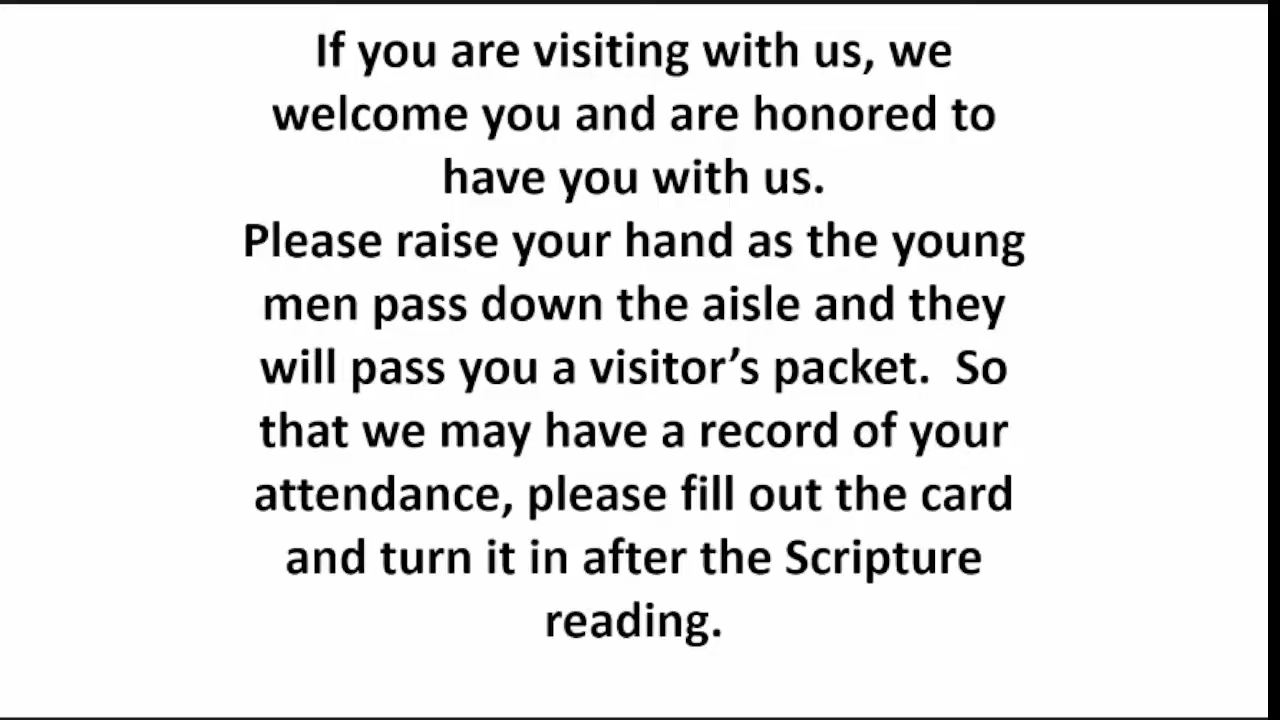 If you are visiting with us, we
welcome you and are honored to
have you with us.
Please raise your hand as the young
men pass down the aisle and they
will pass you a visitor’s packet.  So
that we may have a record of your
attendance, please fill out the card
and turn it in after the Scripture
reading.